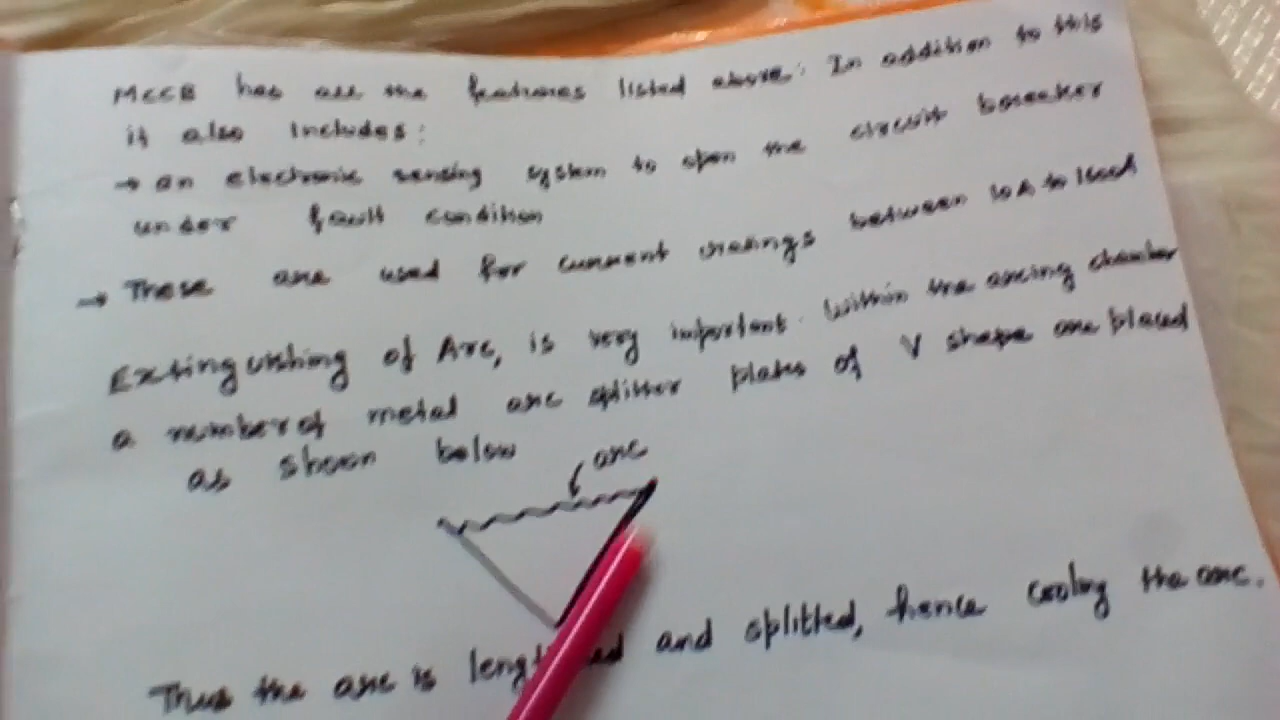 MCCB has all the features listed above. In addition to this
it also includes:
→ an electronic sensing system to open the circuit breaker
under fault condition
→ These are used for current ratings between 10A to 1600A
Extinguishing of Arc, is very important. Within the arcing chamber
a number of metal arc splitter plates of V shape are placed
as shown below
arc
Thus the arc is and splitted, hence cooling the arc.